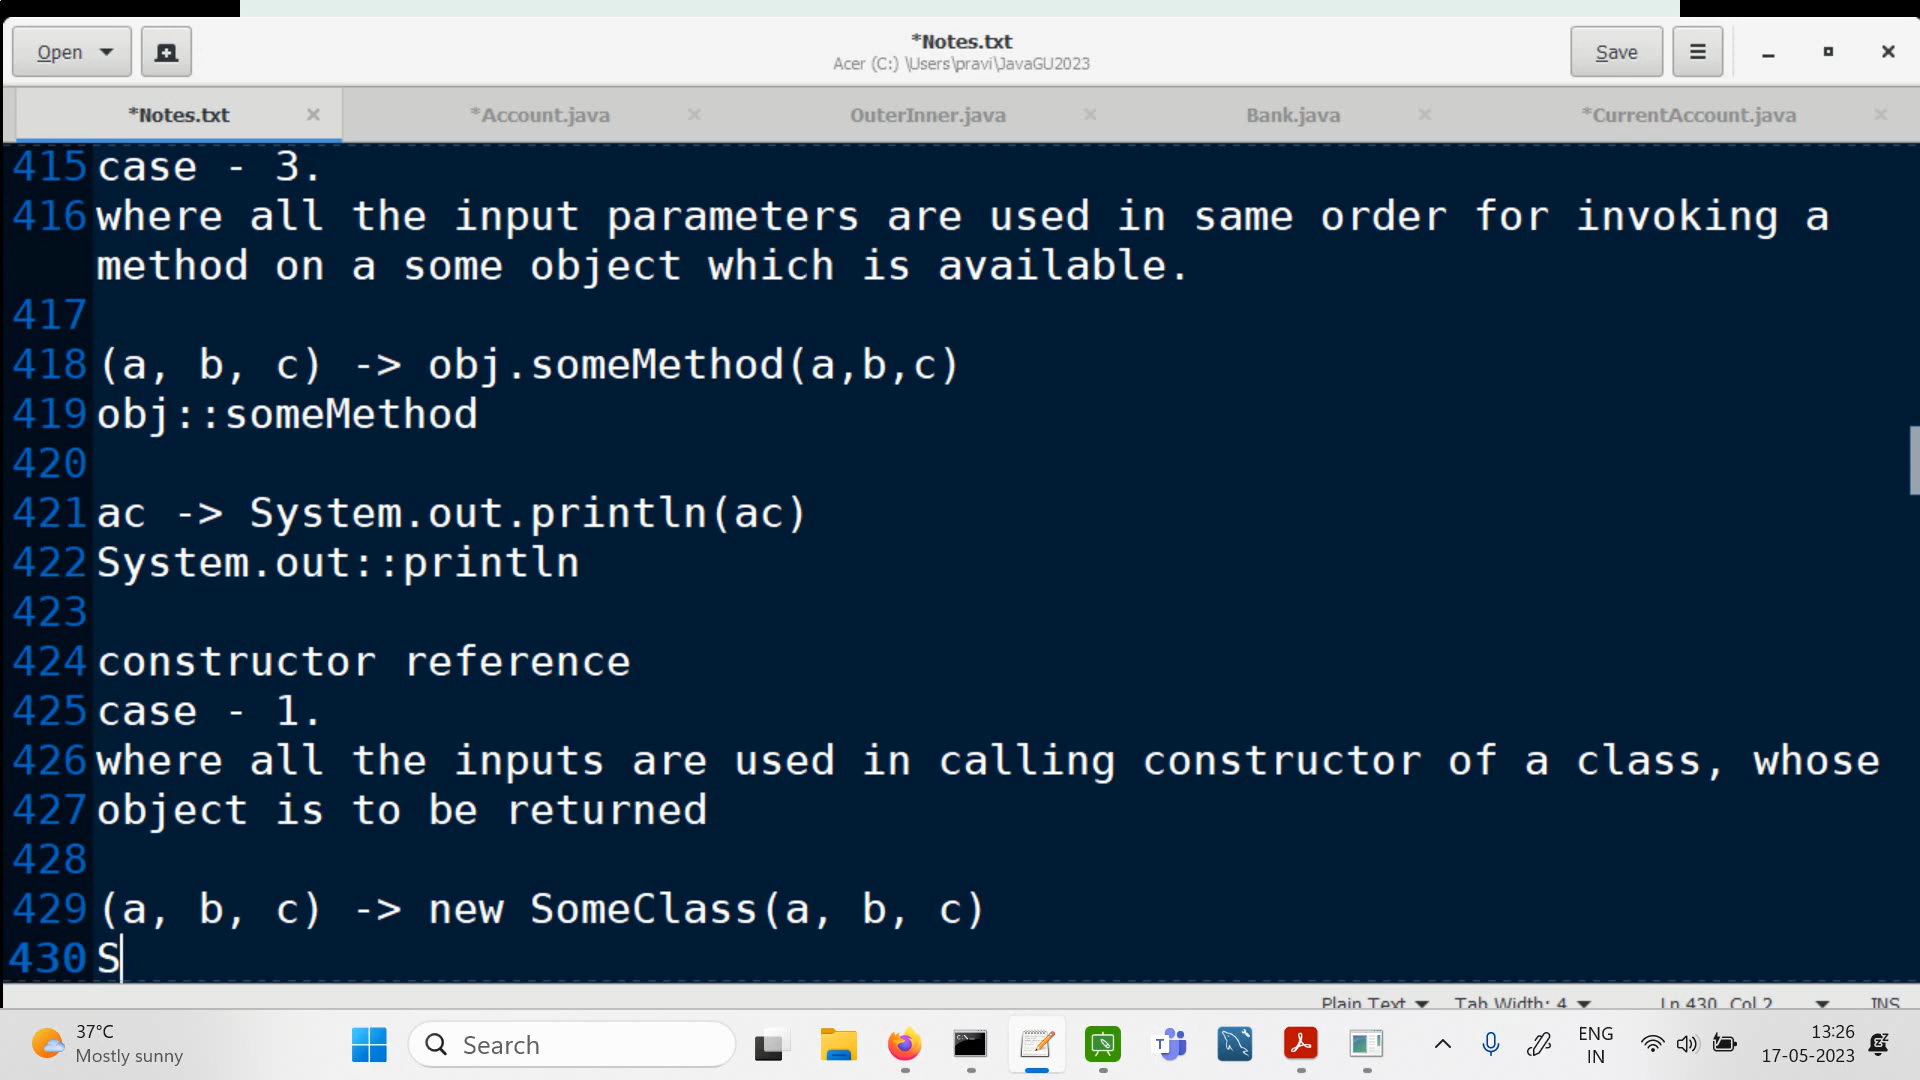 Open
*Notes.txt
Acer (C:) \Users\pravi\JavaGU2023
Save
*Notes.txt
*Account.java
OuterInner.java
Bank.java
*CurrentAccount.java
415 case - 3.
416 where all the input parameters are used in same order for invoking a
method on a some object which is available.
417
418 (a, b, c) -> obj.someMethod(a,b,c)
419 obj::someMethod
420
421 ac -> System.out.println(ac)
422 System.out::println
423
424 constructor reference
425 case - 1.
426 where all the inputs are used in calling constructor of a class, whose
427 object is to be returned
428
429 (a, b, c) -> new SomeClass(a, b, c)
430 S
Plain Text Tab Width: 4 Ln 430, Col 2 INS
37°C
Mostly sunny
Search
ENG
IN
13:26
17-05-2023